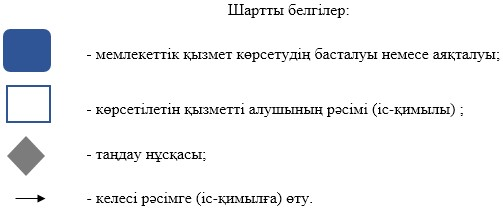 Шартты белгілер:
- мемлекеттік қызмет көрсетудің басталуы немесе аяқталуы;
- көрсетілетін қызметті алушының рәсімі (іс-қимылы) ;
- таңдау нұсқасы;
- келесі рәсімге (іс-қимылға) өту.